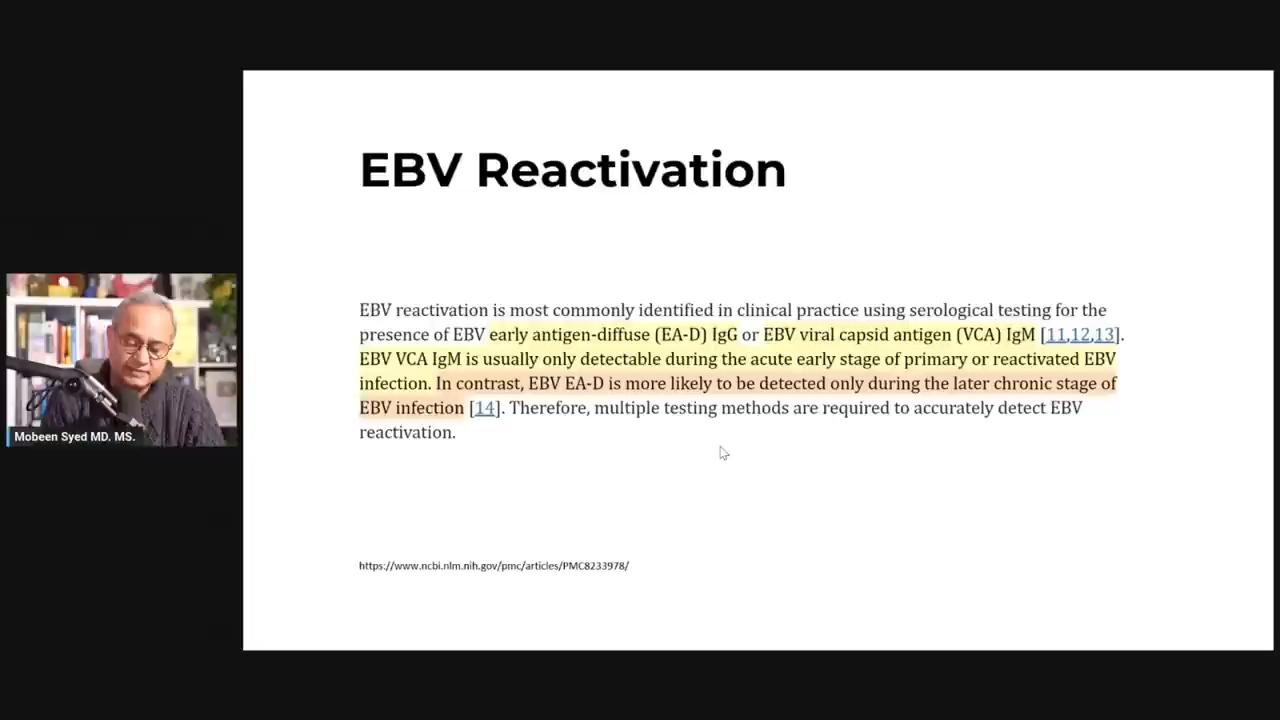 EBV Reactivation
EBV reactivation is most commonly identified in clinical practice using serological testing for the
presence of EBV early antigen-diffuse (EA-D) IgG or EBV viral capsid antigen (VCA) IgM [11,12,13].
EBV VCA IgM is usually only detectable during the acute early stage of primary or reactivated EBV
infection. In contrast, EBV EA-D is more likely to be detected only during the later chronic stage of
EBV infection [14]. Therefore, multiple testing methods are required to accurately detect EBV
reactivation.
Mobeen Syed MD. MS.
https://www.ncbi.nlm.nih.gov/pmc/articles/PMC8233978/